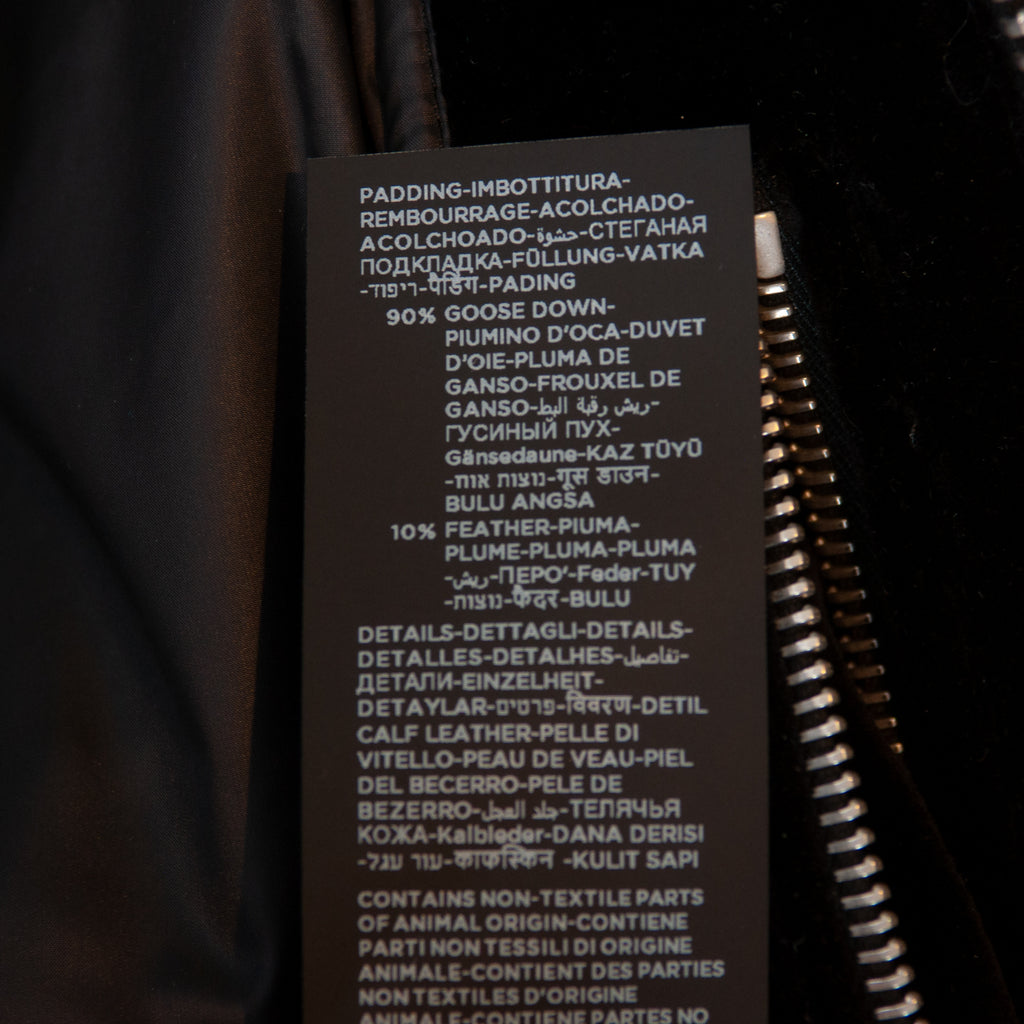 PADDING-IMBOTTITURA-
REMBOURRAGE-ACOLCHADO-
ACOLCHOADO-حشوة-СТЕГАНАЯ
ПОДКЛАДКА-FÜLLUNG-VATKA
-ריפוד-पैडिंग-PADING
90% GOOSE DOWN-
PIUMINO D'OCA-DUVET
D'OIE-PLUMA DE
GANSO-FROUXEL DE
GANSO-ريش رقبة البط-
ГУСИНЫЙ ПУХ-
Gänsedaune-KAZ TÜYÜ
-נוצות אווז-गूस डाउन-
BULU ANGSA
10% FEATHER-PIUMA-
PLUME-PLUMA-PLUMA
-ريش-ПЕРО'-Feder-TUY
-נוצות-फैदर-BULU
DETAILS-DETTAGLI-DETAILS-
DETALLES-DETALHES-تفاصيل-
ДЕТАЛИ-EINZELHEIT-
DETAYLAR-פרטים-विवरण-DETIL
CALF LEATHER-PELLE DI
VITELLO-PEAU DE VEAU-PIEL
DEL BECERRO-PELE DE
BEZERRO-جلد العجل-ТЕЛЯЧЬЯ
КОЖА-Kalbleder-DANA DERISI
-עור עגל-काफस्किन -KULIT SAPI
CONTAINS NON-TEXTILE PARTS
OF ANIMAL ORIGIN-CONTIENE
PARTI NON TESSILI DI ORIGINE
ANIMALE-CONTIENT DES PARTIES
NON TEXTILES D'ORIGINE
ANIMALE-CONTIENE PARTES NO